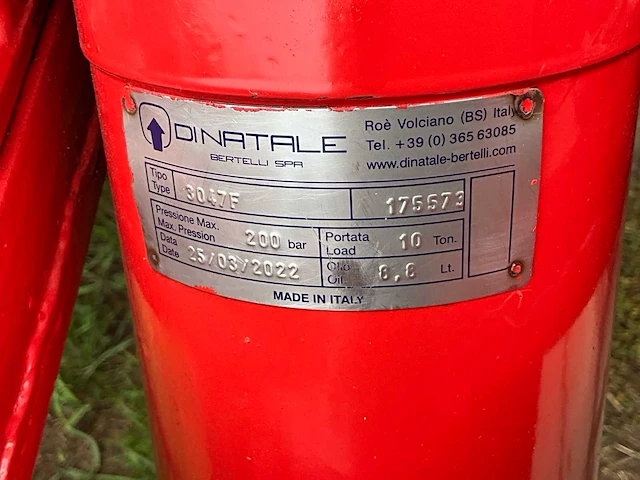 DINATALE
BERTELLI SPA
Roè Volciano (BS) Italy
Tel. +39 (0) 365 63085
www.dinatale-bertelli.com
Tipo
Type
3047F
175573
Pressione Max.
Max. Pression
200 bar
Portata
Load
10 Ton.
Data
Date
25/03/2022
Olio
Oil
Lt.
MADE IN ITALY